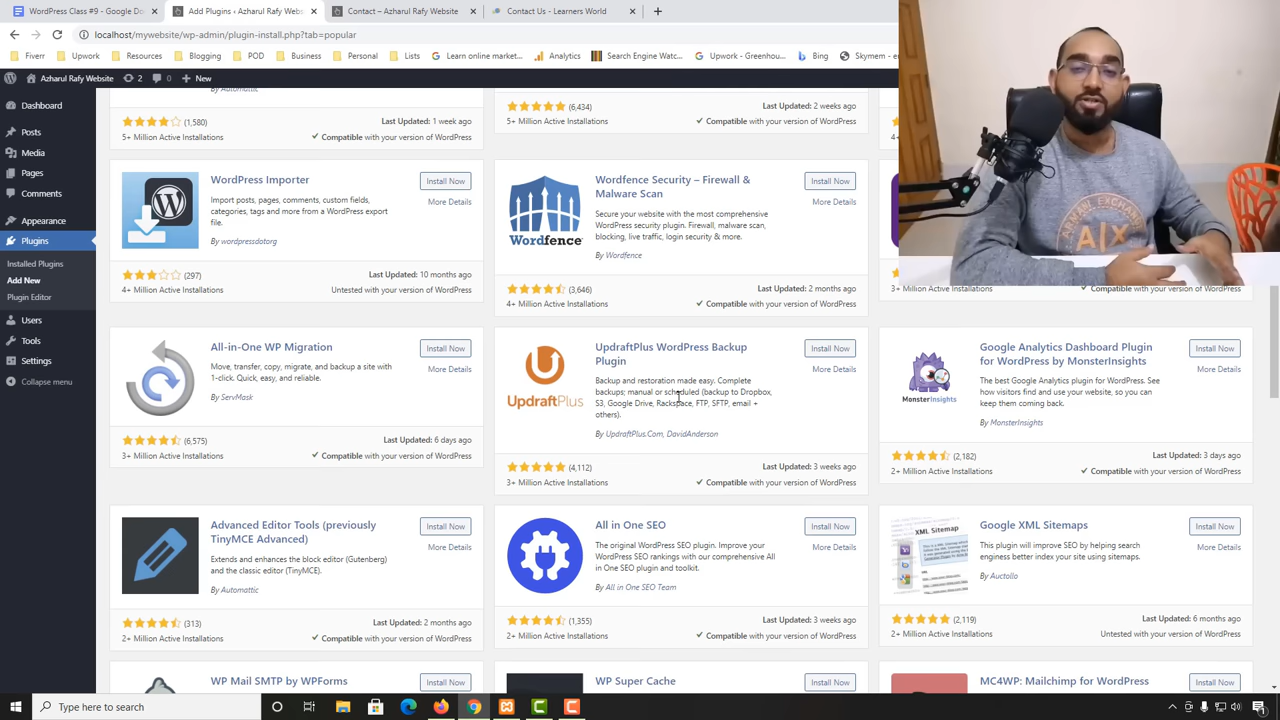 WordPress Class #9 - Google Do
Add Plugins ‹ Azharul Rafy Webs
Contact – Azharul Rafy Website
Contact Us - Learners World
localhost/mywebsite/wp-admin/plugin-install.php?tab=popular
Fiverr
Upwork
Resources
Blogging
POD
Business
Personal
Lists
Learn online market...
Analytics
Search Engine Watc...
Upwork - Greenhou...
Bing
Skymem - e
Azharul Rafy Website
2
0
New
Dashboard
Posts
Media
Pages
Comments
Appearance
Plugins
Installed Plugins
Add New
Plugin Editor
Users
Tools
Settings
Collapse menu
By Automattic
(1,580)
Last Updated: 1 week ago
5+ Million Active Installations
Compatible with your version of WordPress
(6,434)
Last Updated: 2 weeks ago
5+ Million Active Installations
Compatible with your version of WordPress
WordPress Importer
Install Now
More Details
Import posts, pages, comments, custom fields,
categories, tags and more from a WordPress export
file.
By wordpressdotorg
(297)
Last Updated: 10 months ago
4+ Million Active Installations
Untested with your version of WordPress
Wordfence
Wordfence Security – Firewall &
Malware Scan
Install Now
More Details
Secure your website with the most comprehensive
WordPress security plugin. Firewall, malware scan,
blocking, live traffic, login security & more.
By Wordfence
(3,646)
Last Updated: 2 months ago
4+ Million Active Installations
Compatible with your version of WordPress
3+ Million Active Installations
Compatible with your version of WordPress
All-in-One WP Migration
Install Now
More Details
Move, transfer, copy, migrate, and backup a site with
1-click. Quick, easy, and reliable.
By ServMask
(6,575)
Last Updated: 6 days ago
3+ Million Active Installations
Compatible with your version of WordPress
UpdraftPlus
UpdraftPlus WordPress Backup
Plugin
Install Now
More Details
Backup and restoration made easy. Complete
backups; manual or scheduled (backup to Dropbox,
S3, Google Drive, Rackspace, FTP, SFTP, email +
others).
By UpdraftPlus.Com, DavidAnderson
(4,112)
Last Updated: 3 weeks ago
3+ Million Active Installations
Compatible with your version of WordPress
MONSTERINSIGHTS
Google Analytics Dashboard Plugin
for WordPress by MonsterInsights
Install Now
More Details
The best Google Analytics plugin for WordPress. See
how visitors find and use your website, so you can
keep them coming back.
By MonsterInsights
(2,182)
Last Updated: 3 days ago
2+ Million Active Installations
Compatible with your version of WordPress
Advanced Editor Tools (previously
TinyMCE Advanced)
Install Now
More Details
Extends and enhances the block editor (Gutenberg)
and the classic editor (TinyMCE).
By Automattic
(313)
Last Updated: 2 months ago
2+ Million Active Installations
Compatible with your version of WordPress
All in One SEO
Install Now
More Details
The original WordPress SEO plugin. Improve your
WordPress SEO rankings with our comprehensive All
in One SEO plugin and toolkit.
By All in One SEO Team
(1,355)
Last Updated: 3 weeks ago
2+ Million Active Installations
Compatible with your version of WordPress
XML Sitemap
Google XML Sitemaps
Install Now
More Details
This plugin will improve SEO by helping search
engines better index your site using sitemaps.
By Auctollo
(2,119)
Last Updated: 6 months ago
2+ Million Active Installations
Untested with your version of WordPress
WP Mail SMTP by WPForms
Install Now
WP Super Cache
Install Now
MC4WP: Mailchimp for WordPress
Install Now
Type here to search